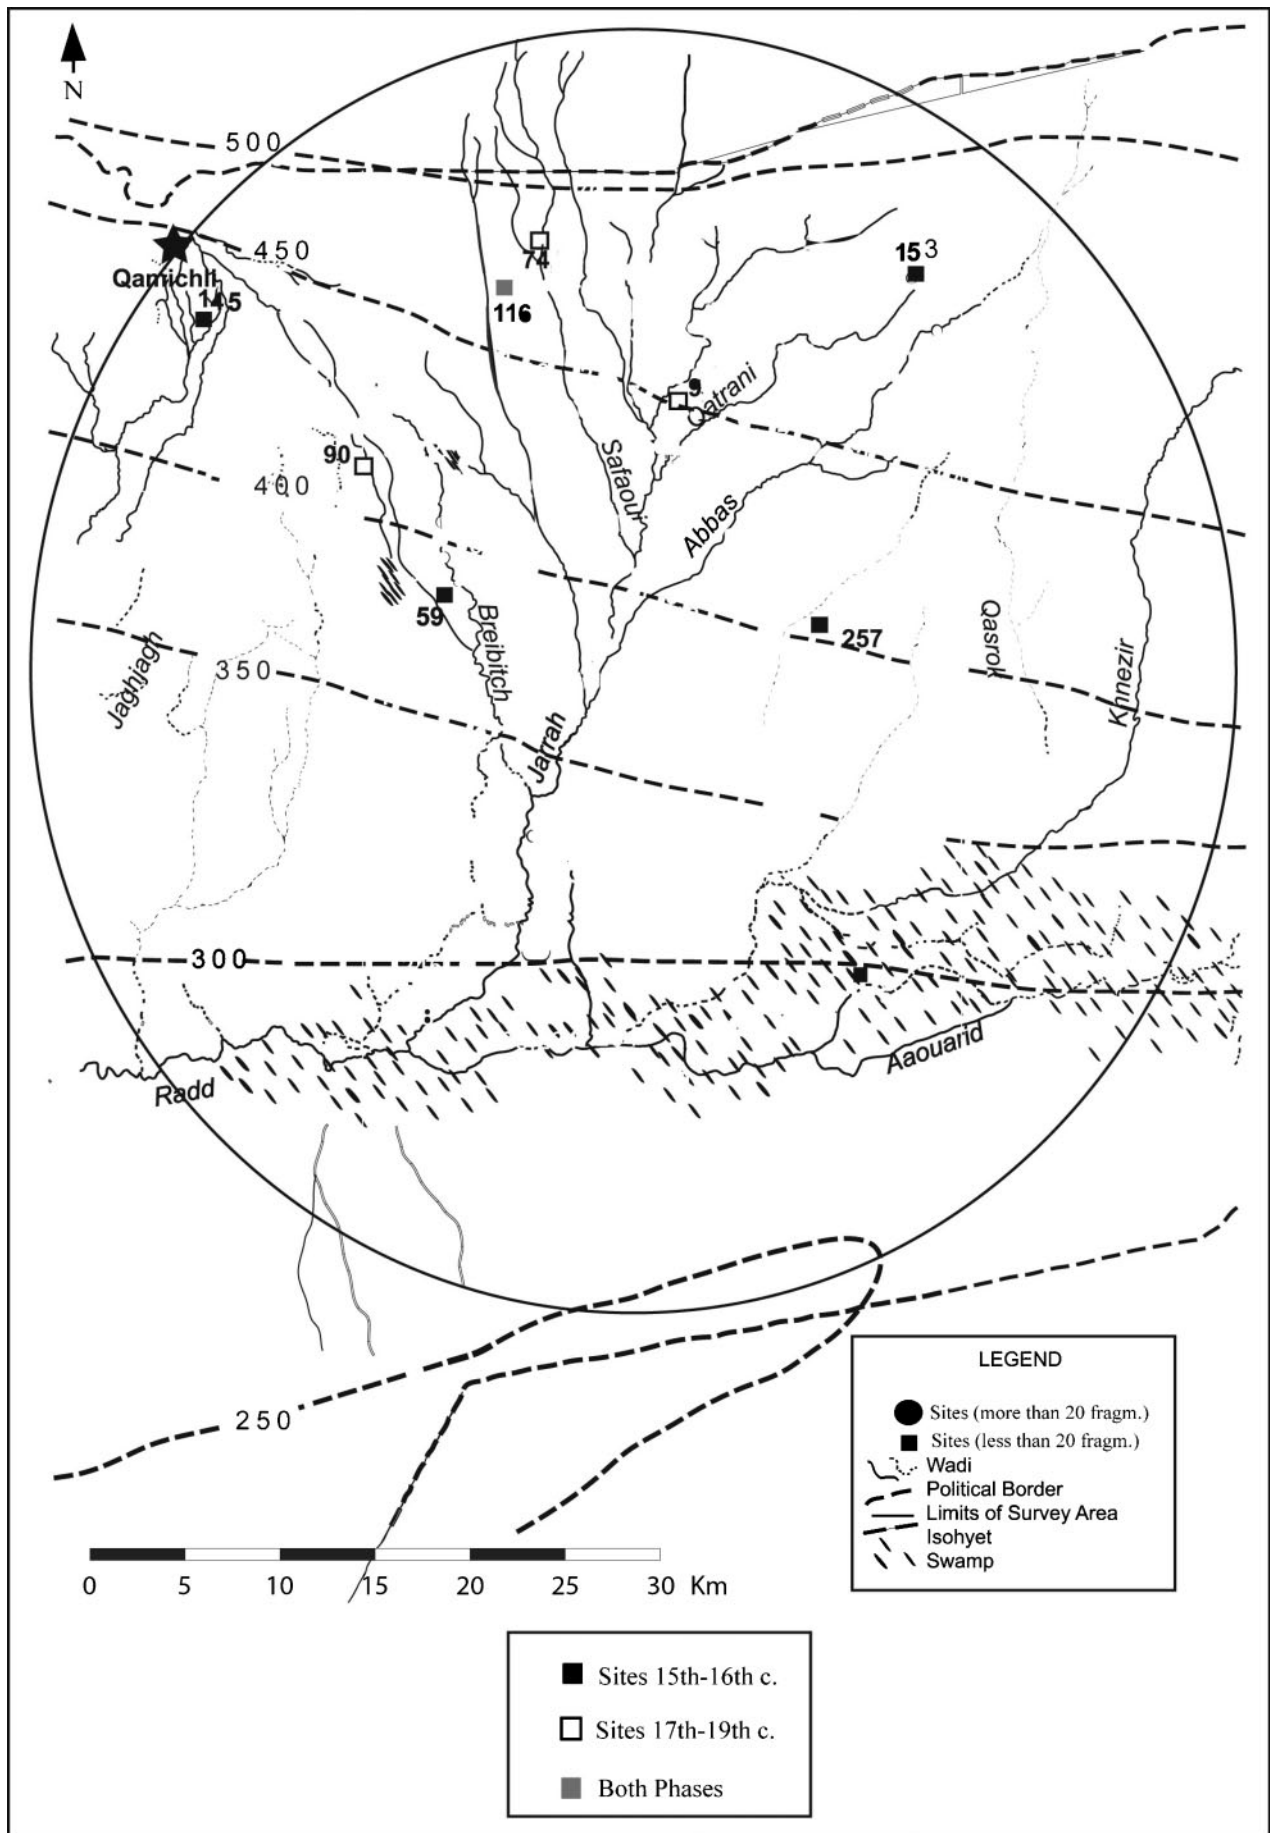 N
500
450
Qamichli
145
74
116
153
9
Qatrani
90
400
Safaour
Abbas
59
Breibitch
257
Qasrok
Khnezir
Jaghjagh
350
Jarrah
300
Radd
Aaouarid
250
LEGEND
Sites (more than 20 fragm.)
Sites (less than 20 fragm.)
Wadi
Political Border
Limits of Survey Area
Isohyet
Swamp
0 5 10 15 20 25 30 Km
Sites 15th-16th c.
Sites 17th-19th c.
Both Phases